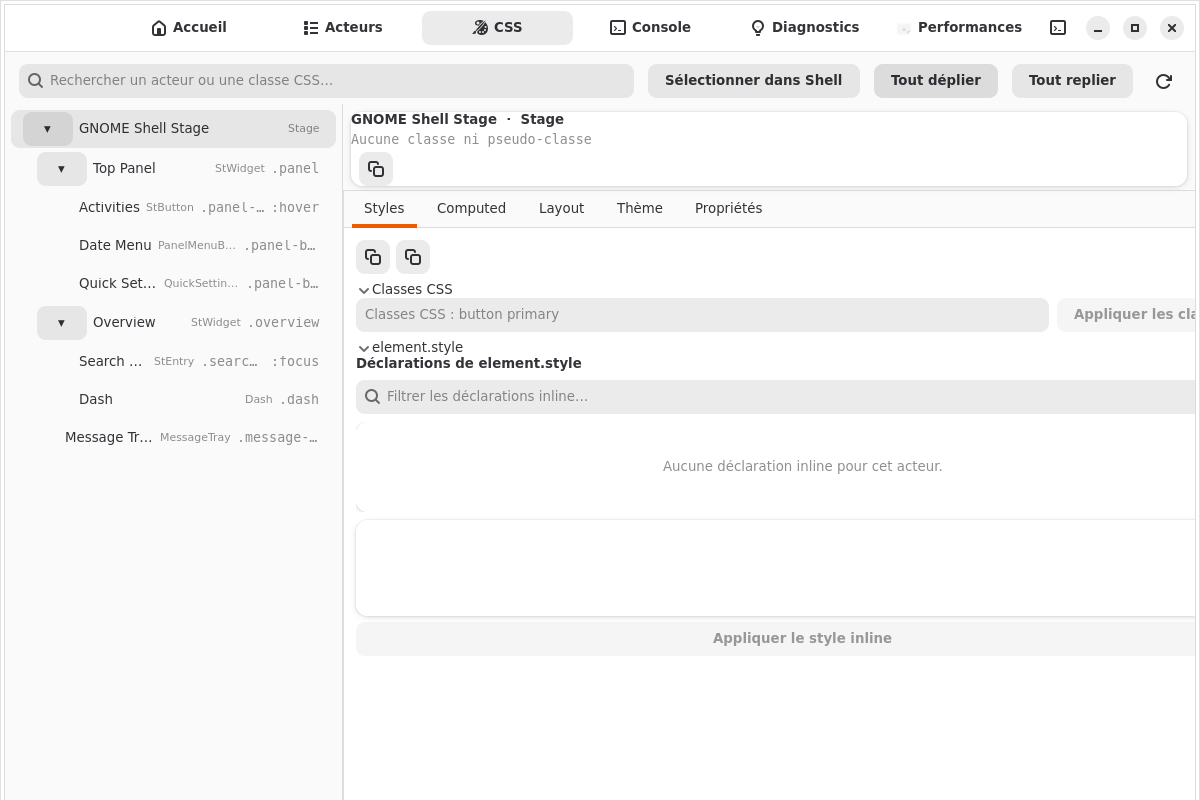 Accueil Acteurs CSS Console Diagnostics Performances
Rechercher un acteur ou une classe CSS… Sélectionner dans Shell Tout déplier Tout replier
GNOME Shell Stage Stage
Top Panel StWidget .panel
Activities StButton .panel-… :hover
Date Menu PanelMenuB… .panel-b…
Quick Set… QuickSettin… .panel-b…
Overview StWidget .overview
Search … StEntry .searc… :focus
Dash Dash .dash
Message Tr… MessageTray .message-…
GNOME Shell Stage · Stage
Aucune classe ni pseudo-classe
Styles Computed Layout Thème Propriétés
Classes CSS
Classes CSS : button primary Appliquer les cla
element.style
Déclarations de element.style
Filtrer les déclarations inline…
Aucune déclaration inline pour cet acteur.
Appliquer le style inline